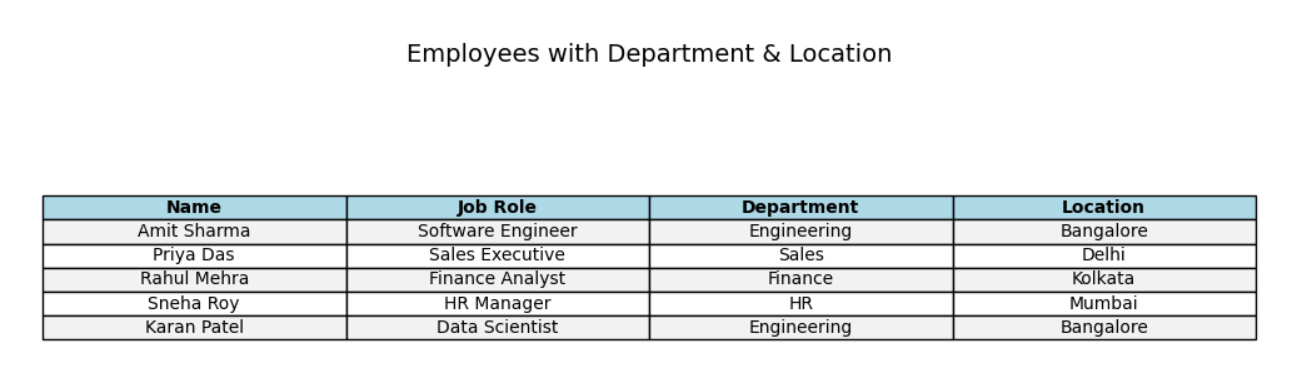 Employees with Department & Location
Name Job Role Department Location
Amit Sharma Software Engineer Engineering Bangalore
Priya Das Sales Executive Sales Delhi
Rahul Mehra Finance Analyst Finance Kolkata
Sneha Roy HR Manager HR Mumbai
Karan Patel Data Scientist Engineering Bangalore